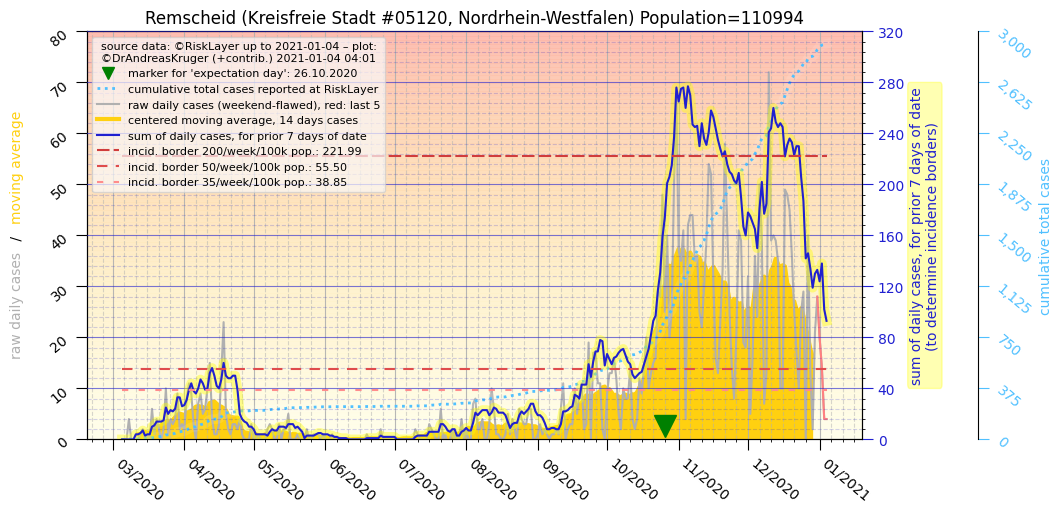 Remscheid (Kreisfreie Stadt #05120, Nordrhein-Westfalen) Population=110994
source data: ©RiskLayer up to 2021-01-04 – plot:
©DrAndreasKruger (+contrib.) 2021-01-04 04:01
marker for 'expectation day': 26.10.2020
cumulative total cases reported at RiskLayer
raw daily cases (weekend-flawed), red: last 5
centered moving average, 14 days cases
sum of daily cases, for prior 7 days of date
incid. border 200/week/100k pop.: 221.99
incid. border 50/week/100k pop.: 55.50
incid. border 35/week/100k pop.: 38.85
raw daily cases / moving average
80
70
60
50
40
30
20
10
0
03/2020
04/2020
05/2020
06/2020
07/2020
08/2020
09/2020
10/2020
11/2020
12/2020
01/2021
320
280
240
200
160
120
80
40
0
sum of daily cases, for prior 7 days of date
(to determine incidence borders)
3,000
2,625
2,250
1,875
1,500
1,125
750
375
0
cumulative total cases